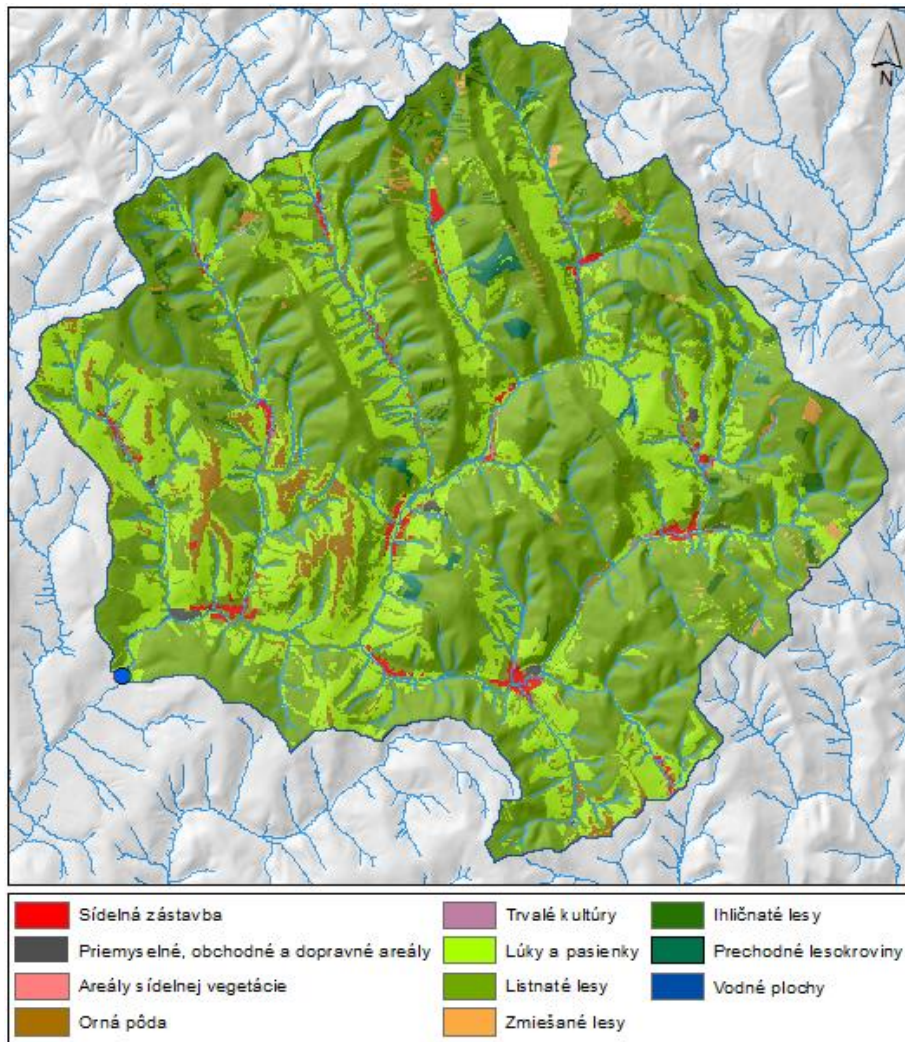 N
Sídelná zástavba
Priemyselné, obchodné a dopravné areály
Areály sídelnej vegetácie
Orná pôda
Trvalé kultúry
Lúky a pasienky
Listnaté lesy
Zmiešané lesy
Ihličnaté lesy
Prechodné lesokroviny
Vodné plochy